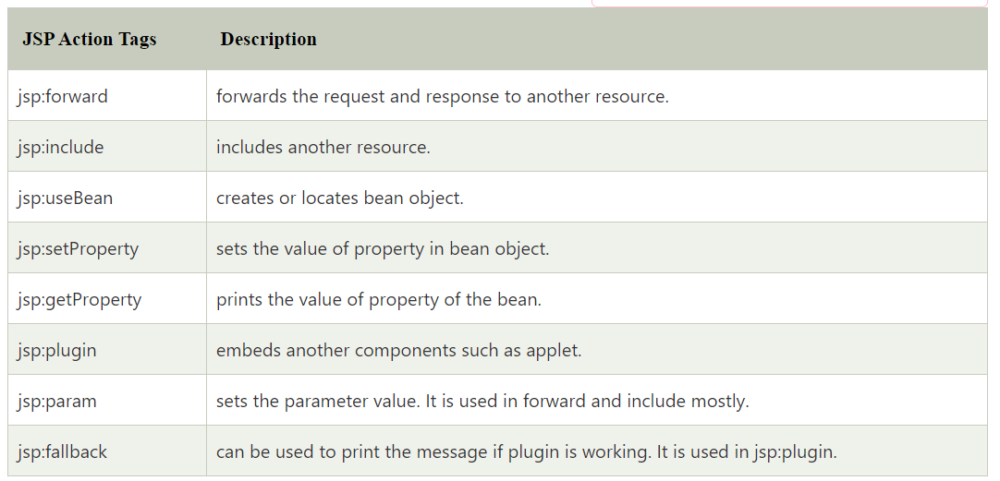 JSP Action Tags Description
jsp:forward forwards the request and response to another resource.
jsp:include includes another resource.
jsp:useBean creates or locates bean object.
jsp:setProperty sets the value of property in bean object.
jsp:getProperty prints the value of property of the bean.
jsp:plugin embeds another components such as applet.
jsp:param sets the parameter value. It is used in forward and include mostly.
jsp:fallback can be used to print the message if plugin is working. It is used in jsp:plugin.